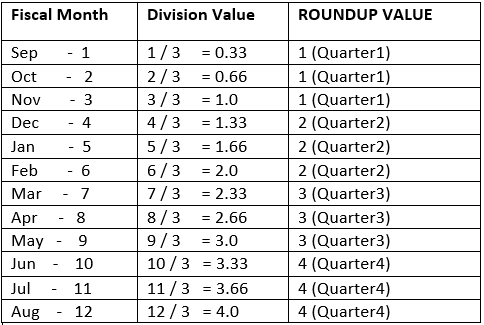 Fiscal Month Division Value ROUNDUP VALUE
Sep - 1 1 / 3 = 0.33 1 (Quarter1)
Oct - 2 2 / 3 = 0.66 1 (Quarter1)
Nov - 3 3 / 3 = 1.0 1 (Quarter1)
Dec - 4 4 / 3 = 1.33 2 (Quarter2)
Jan - 5 5 / 3 = 1.66 2 (Quarter2)
Feb - 6 6 / 3 = 2.0 2 (Quarter2)
Mar - 7 7 / 3 = 2.33 3 (Quarter3)
Apr - 8 8 / 3 = 2.66 3 (Quarter3)
May - 9 9 / 3 = 3.0 3 (Quarter3)
Jun - 10 10 / 3 = 3.33 4 (Quarter4)
Jul - 11 11 / 3 = 3.66 4 (Quarter4)
Aug - 12 12 / 3 = 4.0 4 (Quarter4)